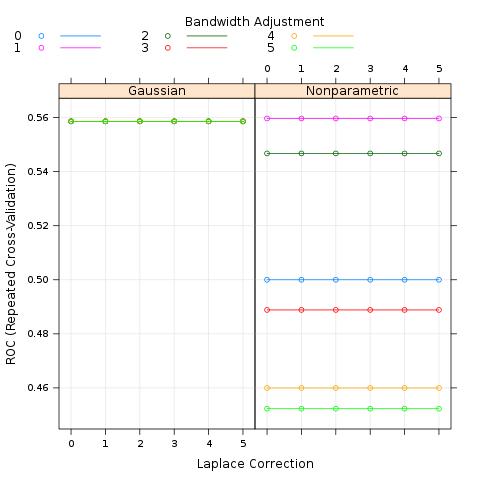 Bandwidth Adjustment
0 2 4
1 3 5
0 1 2 3 4 5
Gaussian Nonparametric
0.56
0.54
0.52
0.50
0.48
0.46
ROC (Repeated Cross-Validation)
0 1 2 3 4 5
Laplace Correction